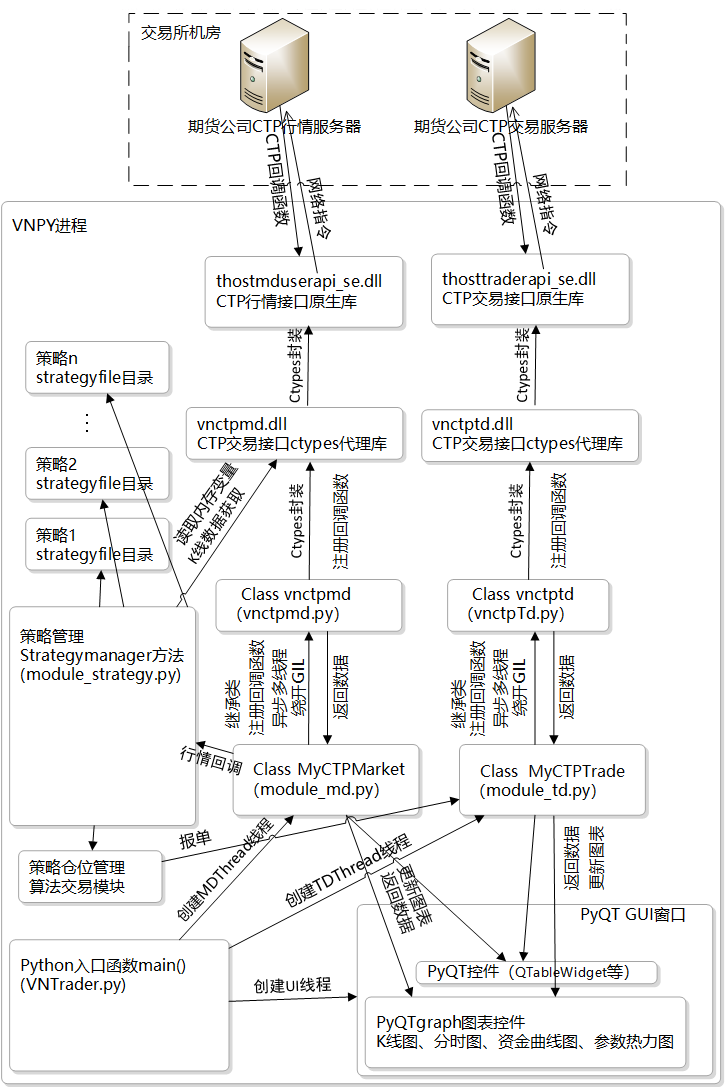 交易所机房
期货公司CTP行情服务器
期货公司CTP交易服务器
CTP回调函数
网络指令
CTP回调函数
网络指令
VNPY进程
thostmduserapi_se.dll
CTP行情接口原生库
thosttraderapi_se.dll
CTP交易接口原生库
Ctypes封装
Ctypes封装
策略n
strategyfile目录
...
策略2
strategyfile目录
策略1
strategyfile目录
vnctpmd.dll
CTP交易接口ctypes代理库
vnctptd.dll
CTP交易接口ctypes代理库
读取内存变量
K线数据获取
Ctypes封装
注册回调函数
Ctypes封装
注册回调函数
Class vnctpmd
(vnctpmd.py)
Class vnctptd
(vnctpTd.py)
策略管理
Strategymanager方法
(module_strategy.py)
继承类
注册回调函数
异步多线程
绕开GIL
返回数据
继承类
注册回调函数
异步多线程
绕开GIL
返回数据
行情回调
Class MyCTPMarket
(module_md.py)
Class MyCTPTrade
(module_td.py)
策略仓位管理
算法交易模块
报单
创建MDThread线程
创建TDThread线程
更新图表
返回数据
返回数据
更新图表
Python入口函数main()
(VNTrader.py)
创建UI线程
PyQT GUI窗口
PyQT控件（QTableWidget等）
PyQTgraph图表控件
K线图、分时图、资金曲线图、参数热力图